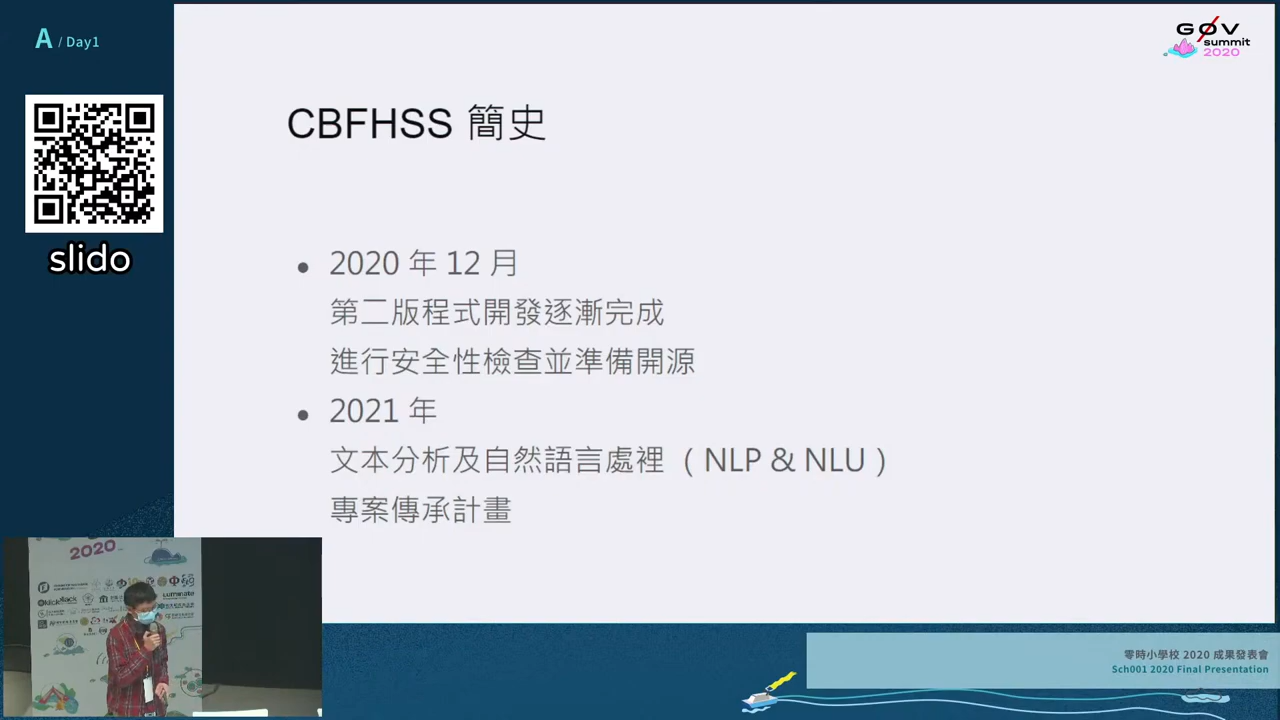 A / Day1
GØV
summit
2020
slido
CBFHSS 簡史
● 2020 年 12 月
第二版程式開發逐漸完成
進行安全性檢查並準備開源
● 2021 年
文本分析及自然語言處裡 （ NLP & NLU ）
專案傳承計畫
2020
零時小學校 2020 成果發表會
Sch001 2020 Final Presentation